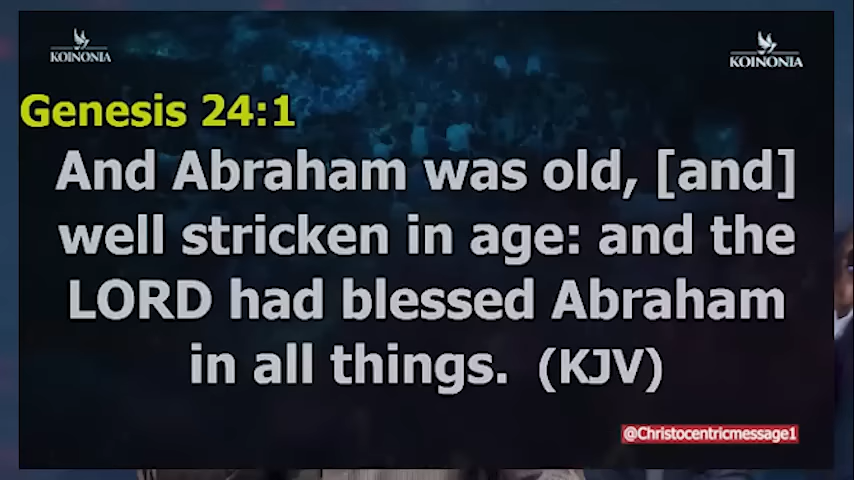 KOINONIA
KOINONIA
Genesis 24:1
And Abraham was old, [and]
well stricken in age: and the
LORD had blessed Abraham
in all things. (KJV)
@Christocentricmessage1